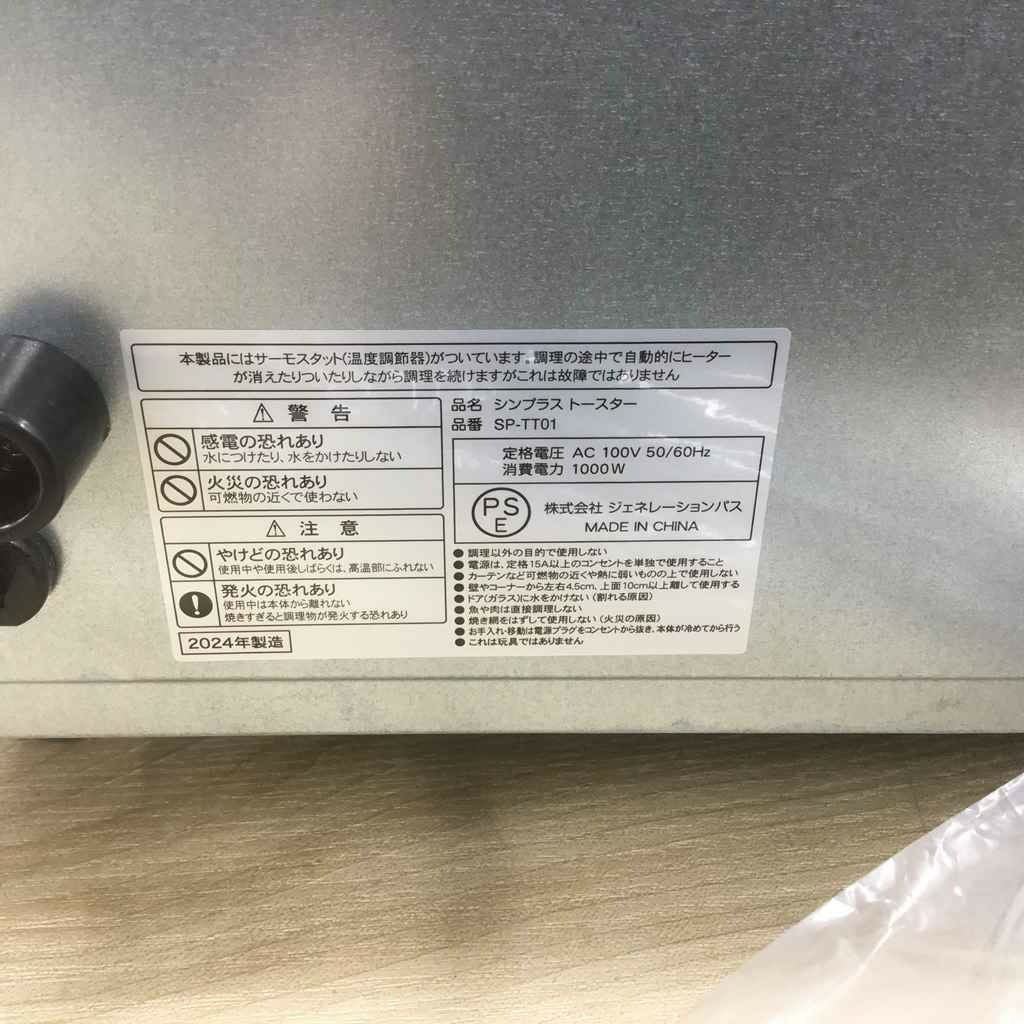 本製品にはサーモスタット(温度調節器)がついています。調理の途中で自動的にヒーター
が消えたりついたりしながら調理を続けますがこれは故障ではありません
⚠ 警告
感電の恐れあり
水につけたり、水をかけたりしない
火災の恐れあり
可燃物の近くで使わない
⚠ 注意
やけどの恐れあり
使用中や使用後しばらくは、高温部にふれない
発火の恐れあり
使用中は本体から離れない
焼きすぎると調理物が発火する恐れあり
2024年製造
品名 シンプラス トースター
品番 SP-TT01
定格電圧 AC 100V 50/60Hz
消費電力 1000W
PSE
株式会社 ジェネレーションパス
MADE IN CHINA
●調理以外の目的で使用しない
●電源は、定格15A以上のコンセントを単独で使用すること
●カーテンなど可燃物の近くや熱に弱いものの上で使用しない
●壁やコーナーから左右4.5cm、上面10cm以上離して使用する
●ドア(ガラス)に水をかけない(割れる原因)
●魚や肉は直接調理しない
●焼き網をはずして使用しない(火災の原因)
●お手入れ・移動は電源プラグをコンセントから抜き、本体が冷めてから行う
●これは玩具ではありません